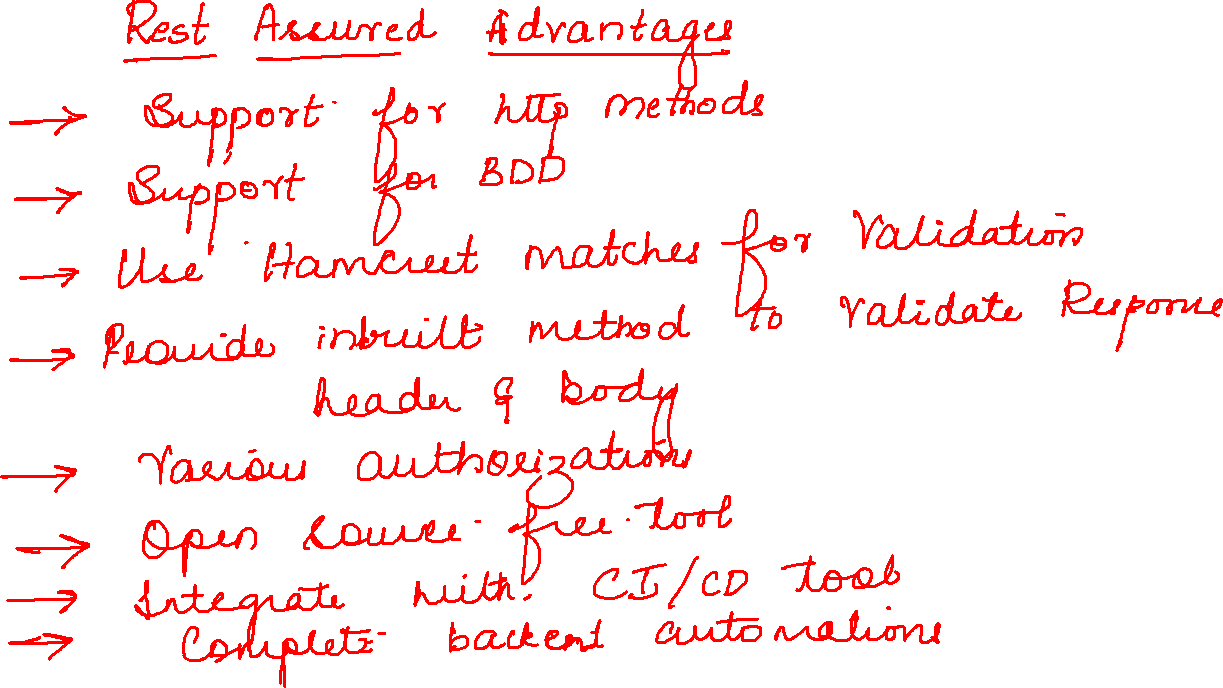 Rest Assured Advantages
→ Support for http methods
→ Support for BDD
→ Use Hamcrest matches for Validation
→ Provide inbuilt method to validate Response
header & body
→ Various authorizations
→ Open source free tool
→ Integrate with CI/CD tools
→ Complete backend automations